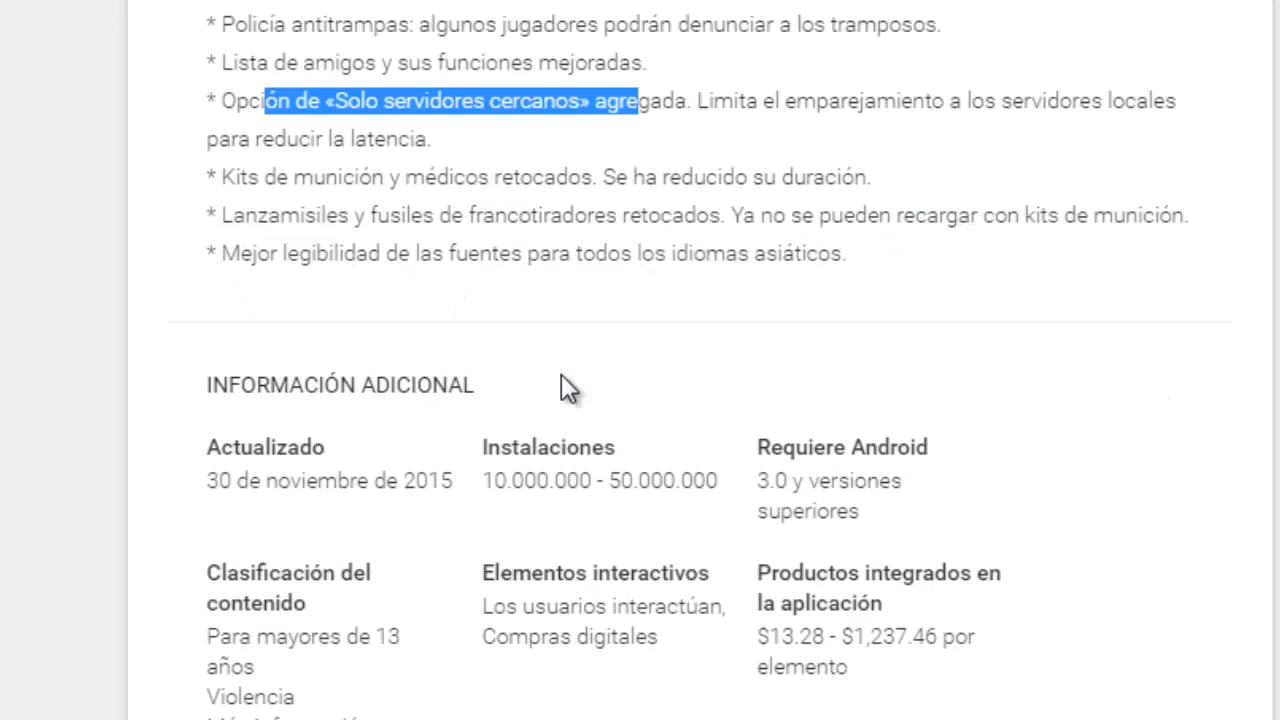 * Policía antitrampas: algunos jugadores podrán denunciar a los tramposos.
* Lista de amigos y sus funciones mejoradas.
* Opción de «Solo servidores cercanos» agregada. Limita el emparejamiento a los servidores locales
para reducir la latencia.
* Kits de munición y médicos retocados. Se ha reducido su duración.
* Lanzamisiles y fusiles de francotiradores retocados. Ya no se pueden recargar con kits de munición.
* Mejor legibilidad de las fuentes para todos los idiomas asiáticos.
INFORMACIÓN ADICIONAL
Actualizado
30 de noviembre de 2015
Instalaciones
10.000.000 - 50.000.000
Requiere Android
3.0 y versiones
superiores
Clasificación del
contenido
Para mayores de 13
años
Violencia
Elementos interactivos
Los usuarios interactúan,
Compras digitales
Productos integrados en
la aplicación
$13.28 - $1,237.46 por
elemento